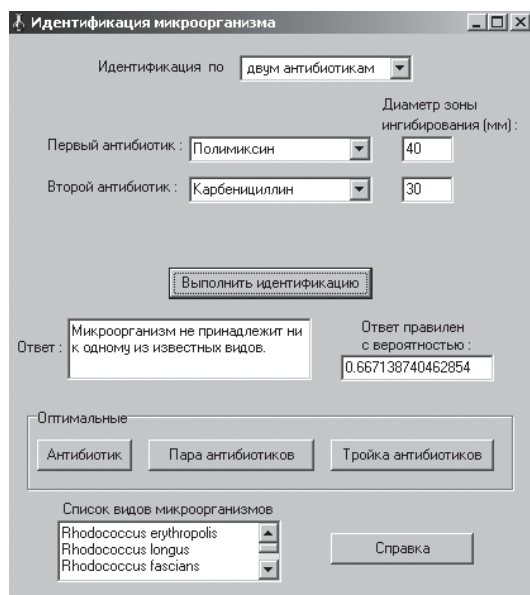 Идентификация микроорганизма
Идентификация по
двум антибиотикам
Диаметр зоны
ингибирования (мм) :
Первый антибиотик :
Полимиксин
40
Второй антибиотик :
Карбенициллин
30
Выполнить идентификацию
Ответ :
Микроорганизм не принадлежит ни
к одному из известных видов.
Ответ правилен
с вероятностью :
0.667138740462854
Оптимальные
Антибиотик
Пара антибиотиков
Тройка антибиотиков
Список видов микроорганизмов
Rhodococcus erythropolis
Rhodococcus longus
Rhodococcus fascians
Справка